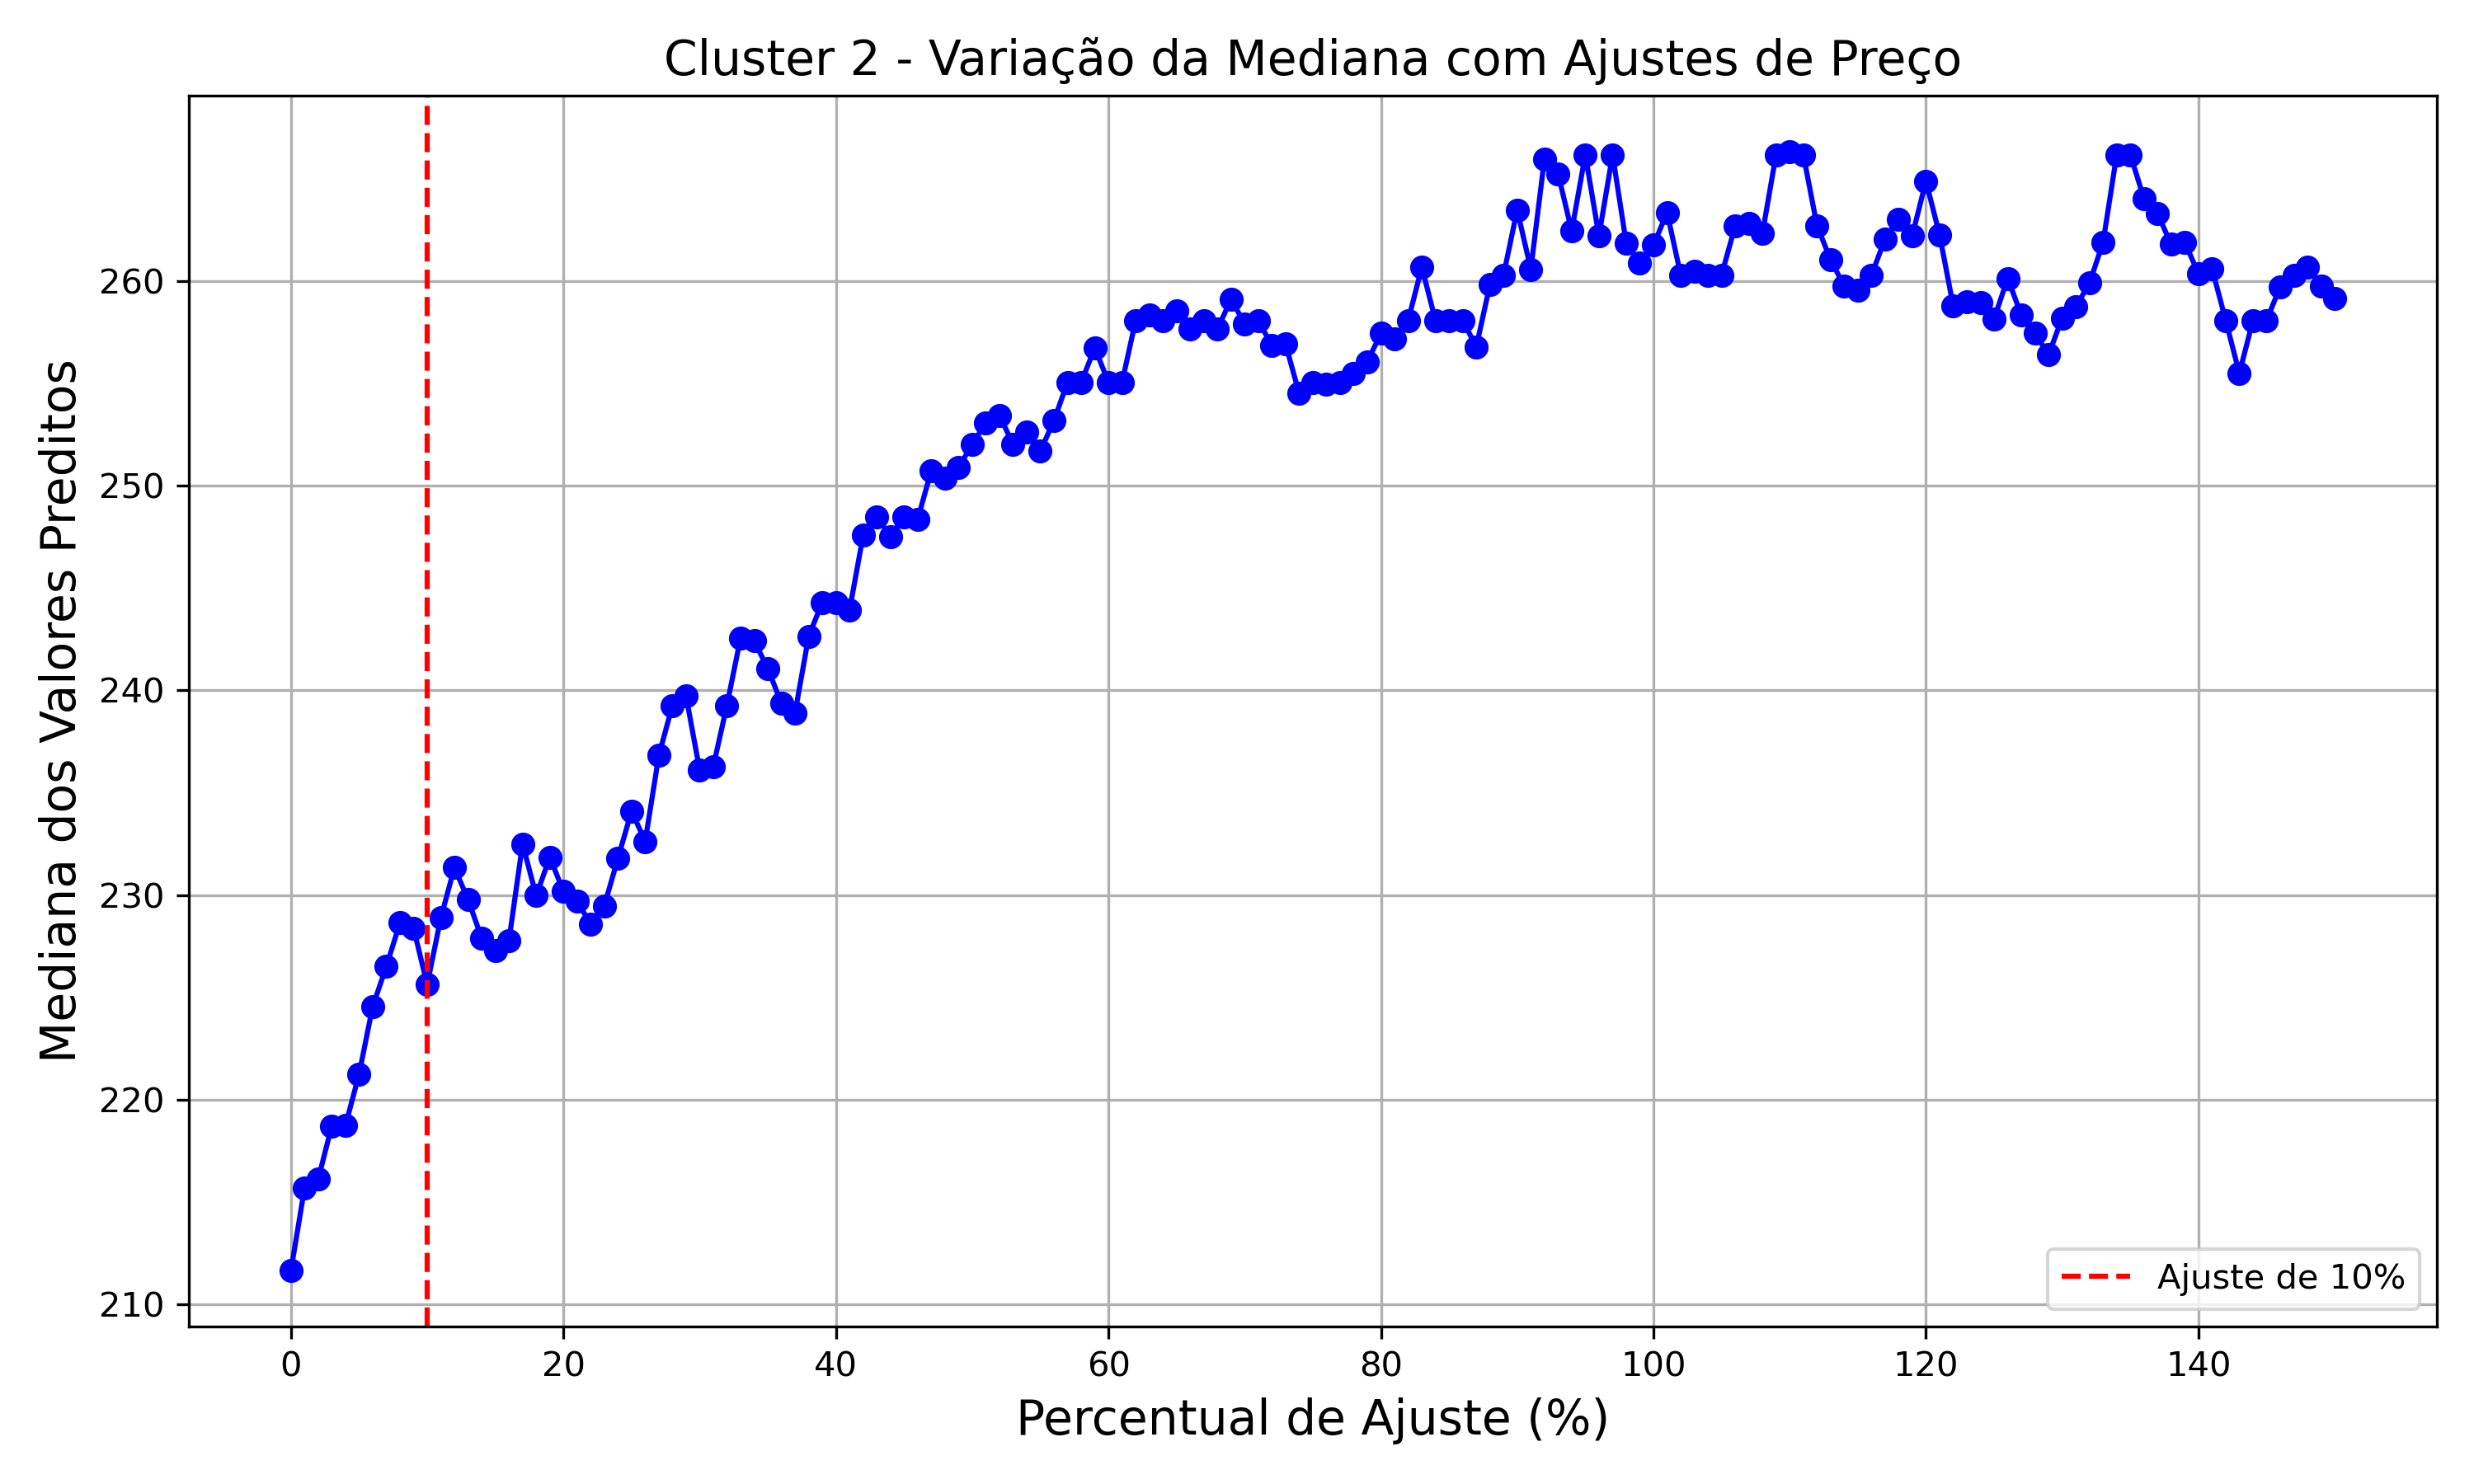 Cluster 2 - Variação da Mediana com Ajustes de Preço
Mediana dos Valores Preditos
260
250
240
230
220
210
0 20 40 60 80 100 120 140
Percentual de Ajuste (%)
Ajuste de 10%